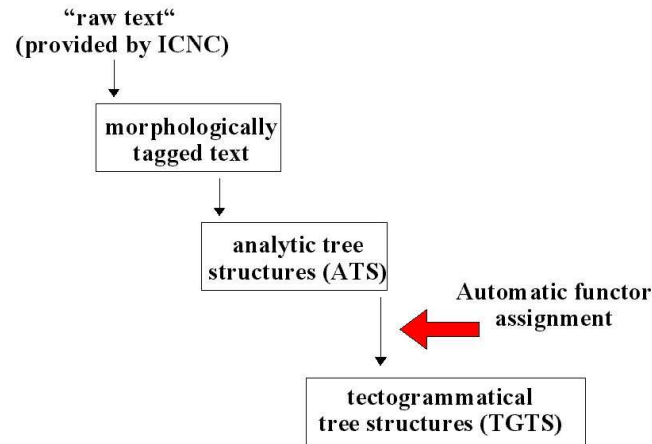 “raw text“
(provided by ICNC)
morphologically
tagged text
analytic tree
structures (ATS)
Automatic functor
assignment
tectogrammatical
tree structures (TGTS)